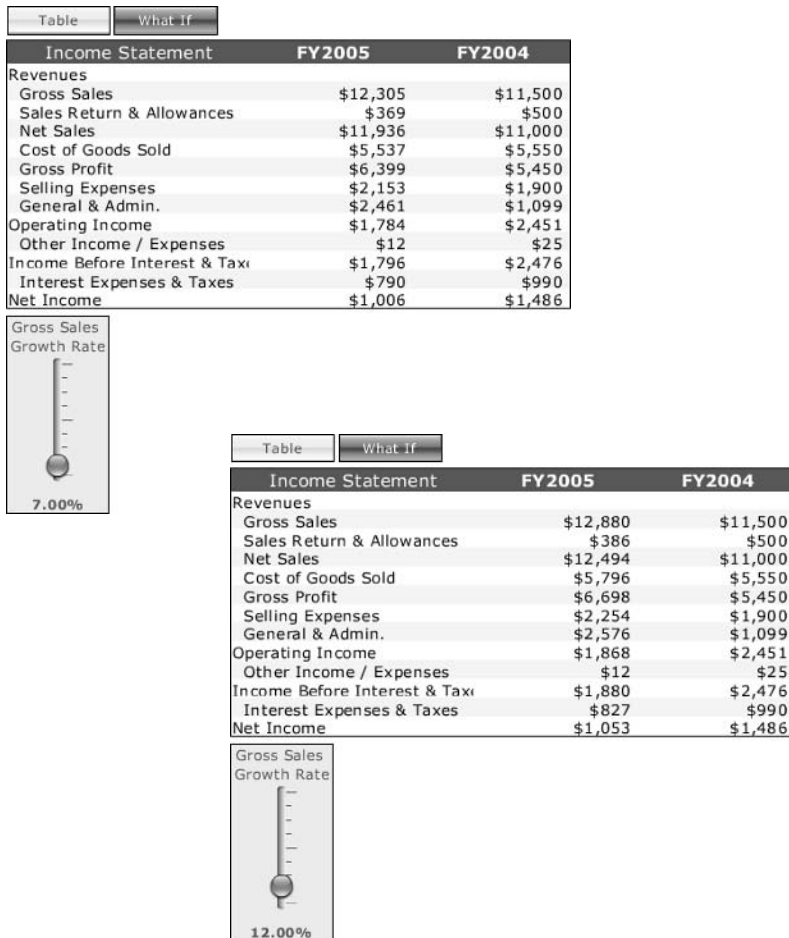 Table What If
Income Statement FY2005 FY2004
Revenues
Gross Sales $12,305 $11,500
Sales Return & Allowances $369 $500
Net Sales $11,936 $11,000
Cost of Goods Sold $5,537 $5,550
Gross Profit $6,399 $5,450
Selling Expenses $2,153 $1,900
General & Admin. $2,461 $1,099
Operating Income $1,784 $2,451
Other Income / Expenses $12 $25
Income Before Interest & Taxe $1,796 $2,476
Interest Expenses & Taxes $790 $990
Net Income $1,006 $1,486
Gross Sales
Growth Rate
7.00%
Table What If
Income Statement FY2005 FY2004
Revenues
Gross Sales $12,880 $11,500
Sales Return & Allowances $386 $500
Net Sales $12,494 $11,000
Cost of Goods Sold $5,796 $5,550
Gross Profit $6,698 $5,450
Selling Expenses $2,254 $1,900
General & Admin. $2,576 $1,099
Operating Income $1,868 $2,451
Other Income / Expenses $12 $25
Income Before Interest & Taxe $1,880 $2,476
Interest Expenses & Taxes $827 $990
Net Income $1,053 $1,486
Gross Sales
Growth Rate
12.00%